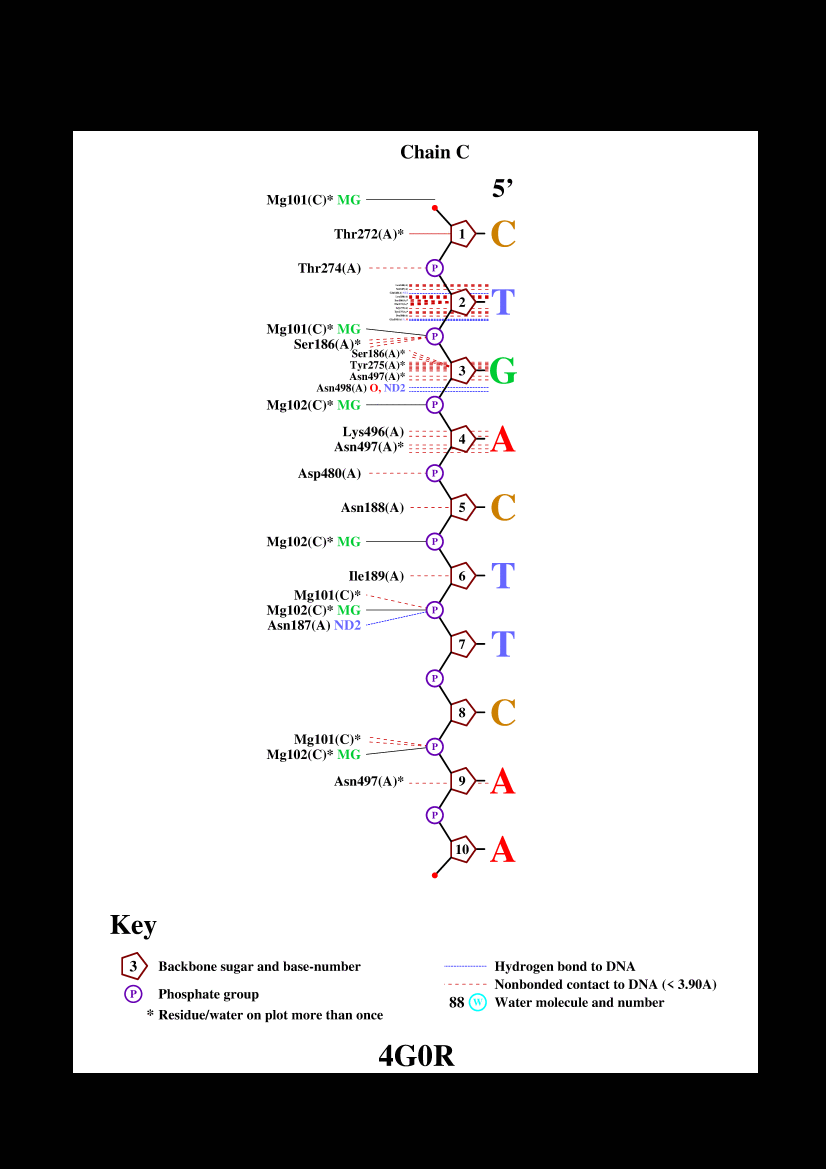 Chain C
5’
Mg101(C)* MG
Thr272(A)* 1 C
Thr274(A) P
2 T
Mg101(C)* MG P
Ser186(A)*
Ser186(A)*
Tyr275(A)* 3 G
Asn497(A)*
Asn498(A) O, ND2
Mg102(C)* MG P
Lys496(A) 4 A
Asn497(A)*
Asp480(A) P
Asn188(A) 5 C
Mg102(C)* MG P
Ile189(A) 6 T
Mg101(C)*
Mg102(C)* MG P
Asn187(A) ND2
7 T
P
8 C
Mg101(C)* P
Mg102(C)* MG
Asn497(A)* 9 A
P
10 A
Key
3 Backbone sugar and base-number
P Phosphate group
* Residue/water on plot more than once
Hydrogen bond to DNA
Nonbonded contact to DNA (< 3.90A)
88 W Water molecule and number
4G0R